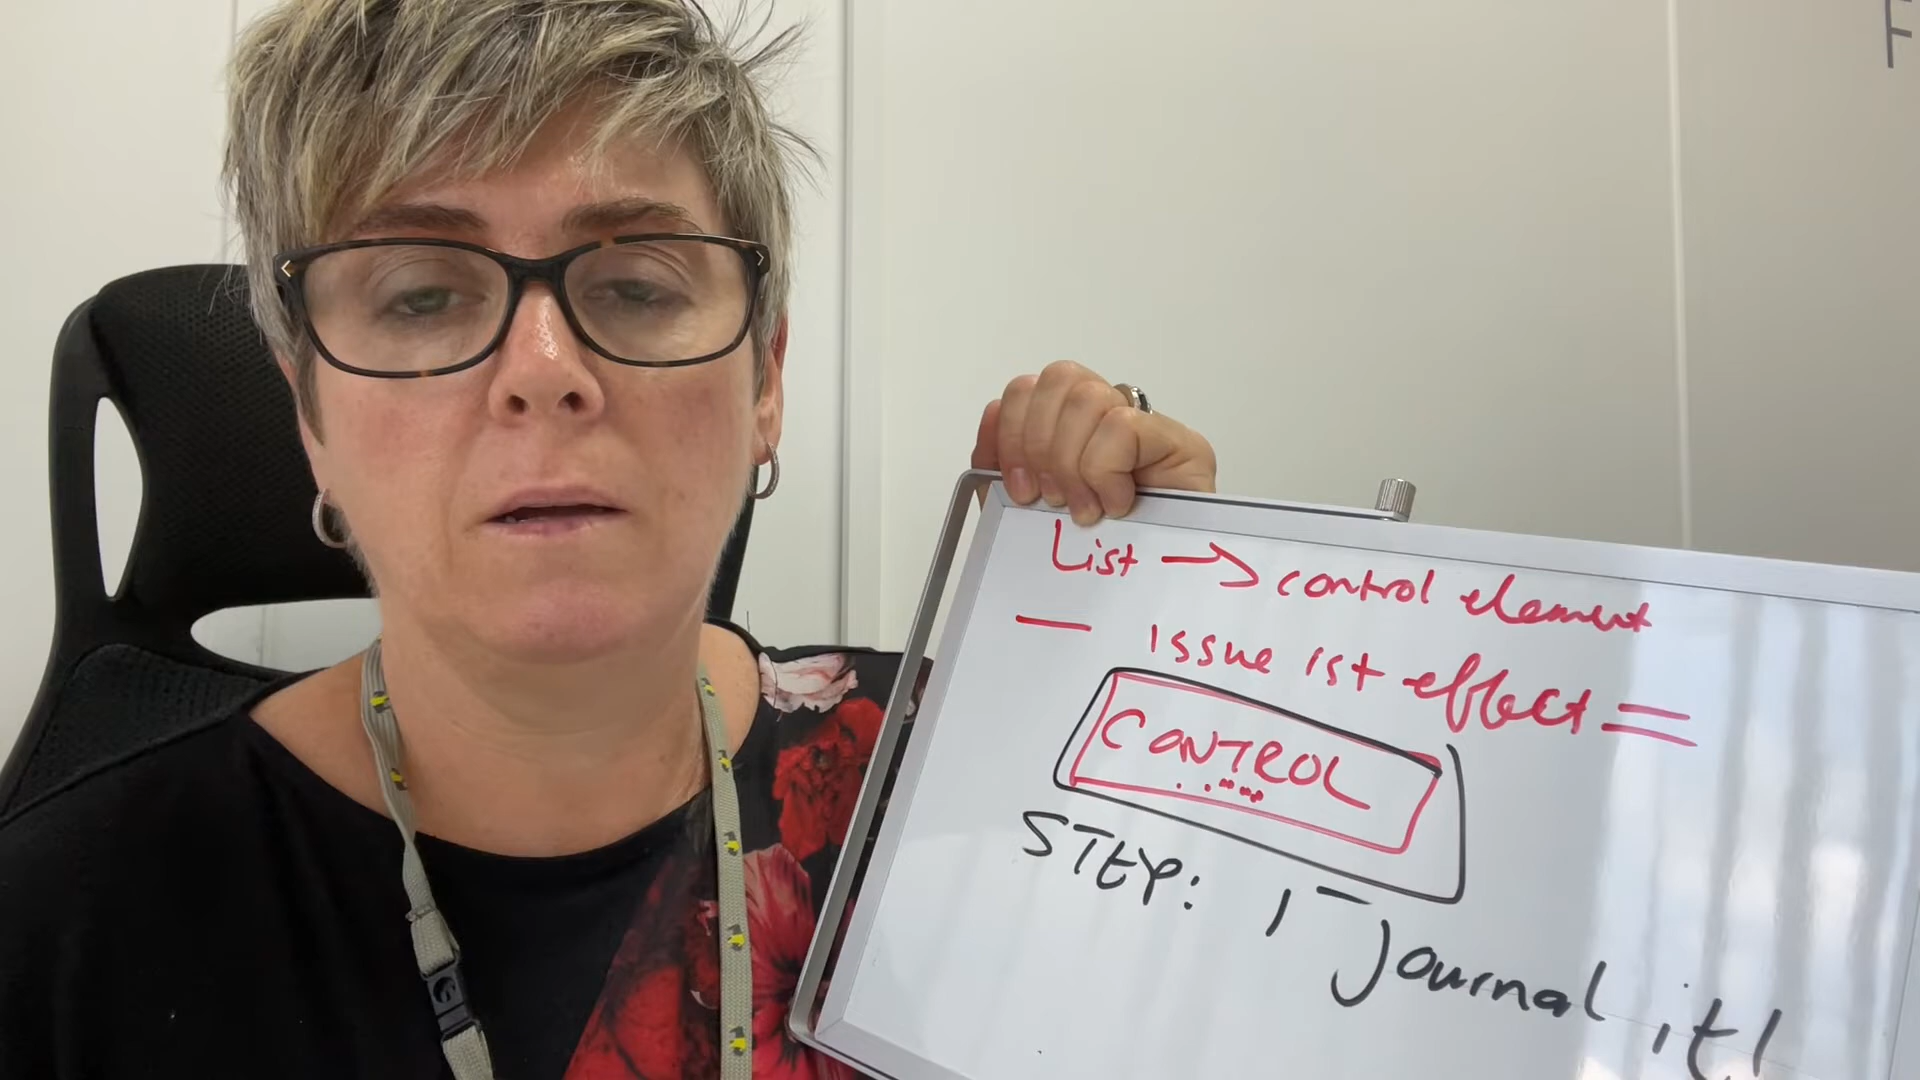 List → control element
— issue 1st effect =
CONTROL
STEP: 1 - Journal it!
F